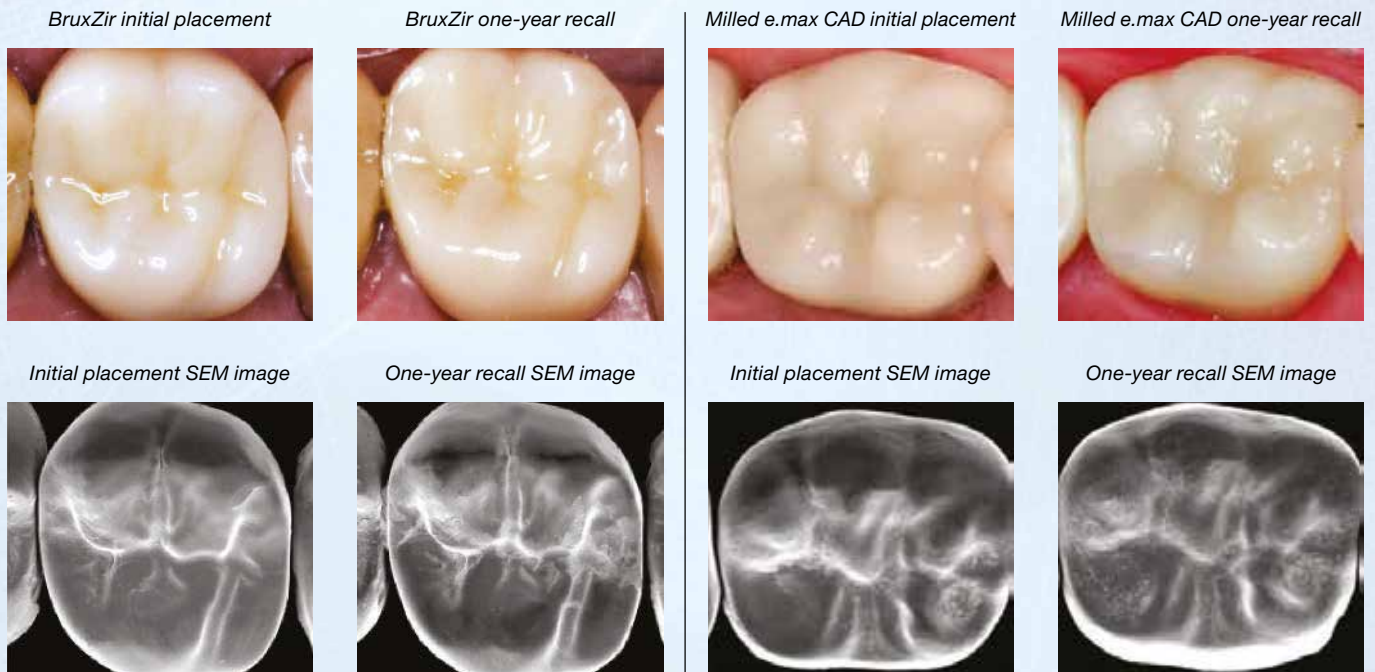 BruxZir initial placement
BruxZir one-year recall
Milled e.max CAD initial placement
Milled e.max CAD one-year recall
Initial placement SEM image
One-year recall SEM image
Initial placement SEM image
One-year recall SEM image